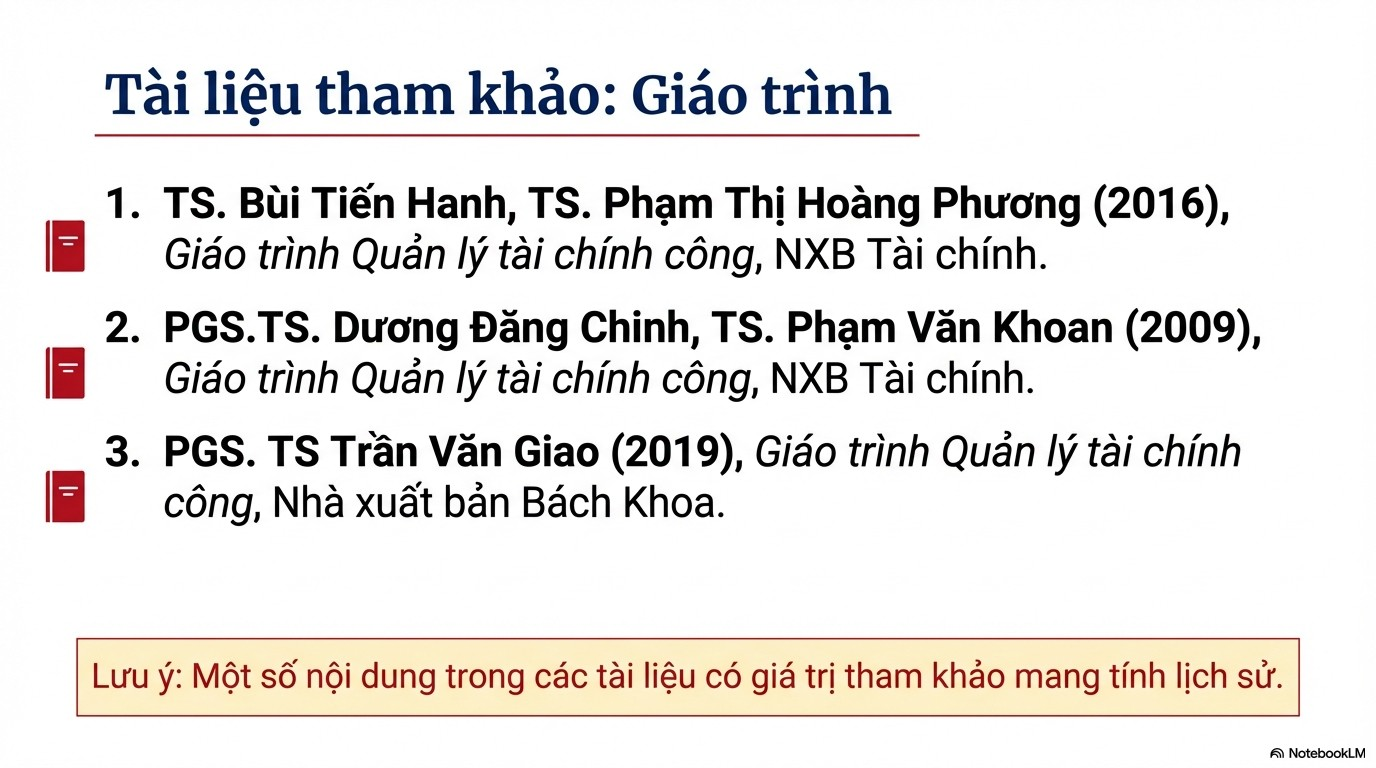 Tài liệu tham khảo: Giáo trình
1. TS. Bùi Tiến Hanh, TS. Phạm Thị Hoàng Phương (2016),
Giáo trình Quản lý tài chính công, NXB Tài chính.
2. PGS.TS. Dương Đăng Chinh, TS. Phạm Văn Khoan (2009),
Giáo trình Quản lý tài chính công, NXB Tài chính.
3. PGS. TS Trần Văn Giao (2019), Giáo trình Quản lý tài chính
công, Nhà xuất bản Bách Khoa.
Lưu ý: Một số nội dung trong các tài liệu có giá trị tham khảo mang tính lịch sử.
NotebookLM